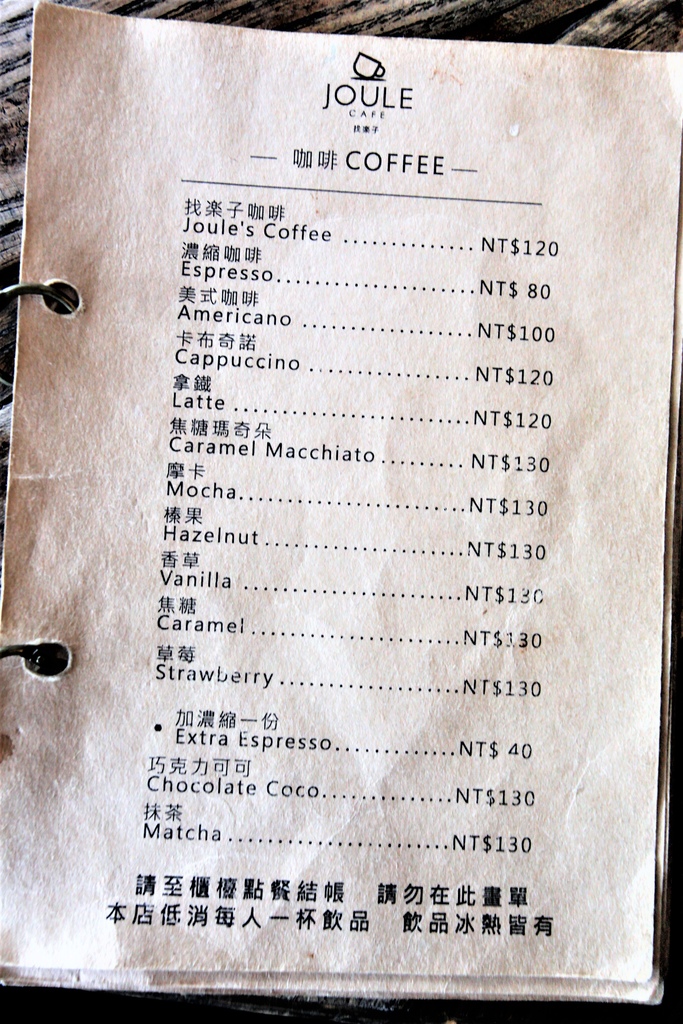 JOULE
CAFE
找楽子
— 咖啡 COFFEE —
找楽子咖啡
Joule's Coffee .............. NT$120
濃縮咖啡
Espresso.......................NT$ 80
美式咖啡
Americano ....................NT$100
卡布奇諾
Cappuccino ...................NT$120
拿鐵
Latte ...........................NT$120
焦糖瑪奇朵
Caramel Macchiato.......... NT$130
摩卡
Mocha..........................NT$130
榛果
Hazelnut.......................NT$130
香草
Vanilla .........................NT$130
焦糖
Caramel........................NT$130
草莓
Strawberry.....................NT$130
• 加濃縮一份
Extra Espresso..............NT$ 40
巧克力可可
Chocolate Coco...............NT$130
抹茶
Matcha .........................NT$130
請至櫃檯點餐結帳 請勿在此畫單
本店低消每人一杯飲品 飲品冰熱皆有